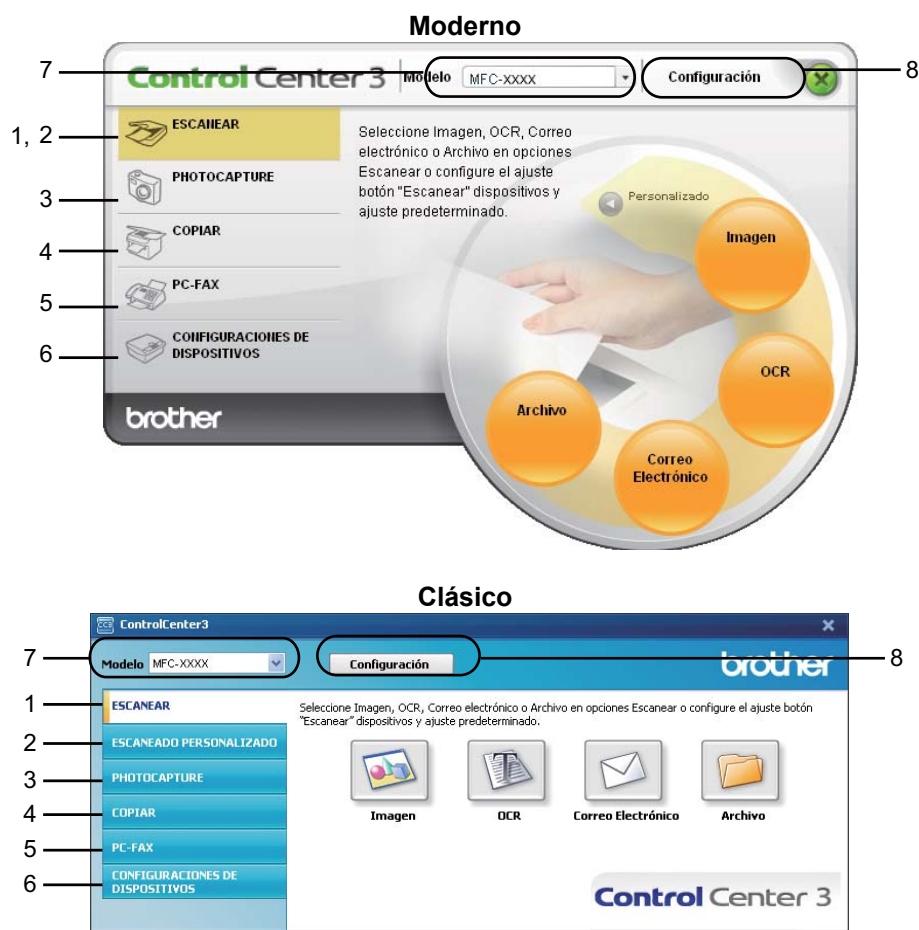 Moderno
7
Control Center 3
Modelo
MFC-XXXX
Configuración
8
1, 2
ESCANEAR
3
PHOTOCAPTURE
4
COPIAR
5
PC-FAX
6
CONFIGURACIONES DE
DISPOSITIVOS
Seleccione Imagen, OCR, Correo
electrónico o Archivo en opciones
Escanear o configure el ajuste
botón "Escanear" dispositivos y
ajuste predeterminado.
Personalizado
Imagen
OCR
Correo
Electrónico
Archivo
brother
Clásico
ControlCenter3
7
Modelo MFC-XXXX
Configuración
brother
8
1
ESCANEAR
2
ESCANEADO PERSONALIZADO
3
PHOTOCAPTURE
4
COPIAR
5
PC-FAX
6
CONFIGURACIONES DE
DISPOSITIVOS
Seleccione Imagen, OCR, Correo electrónico o Archivo en opciones Escanear o configure el ajuste botón
"Escanear" dispositivos y ajuste predeterminado.
Imagen
OCR
Correo Electrónico
Archivo
Control Center 3